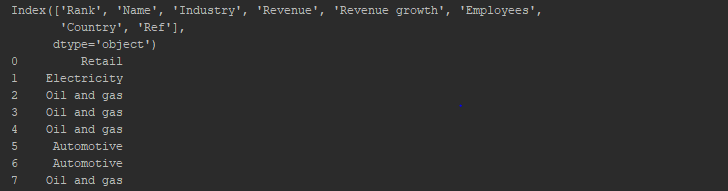 Index(['Rank', 'Name', 'Industry', 'Revenue', 'Revenue growth', 'Employees',
'Country', 'Ref'],
dtype='object')
0 Retail
1 Electricity
2 Oil and gas
3 Oil and gas
4 Oil and gas
5 Automotive
6 Automotive
7 Oil and gas